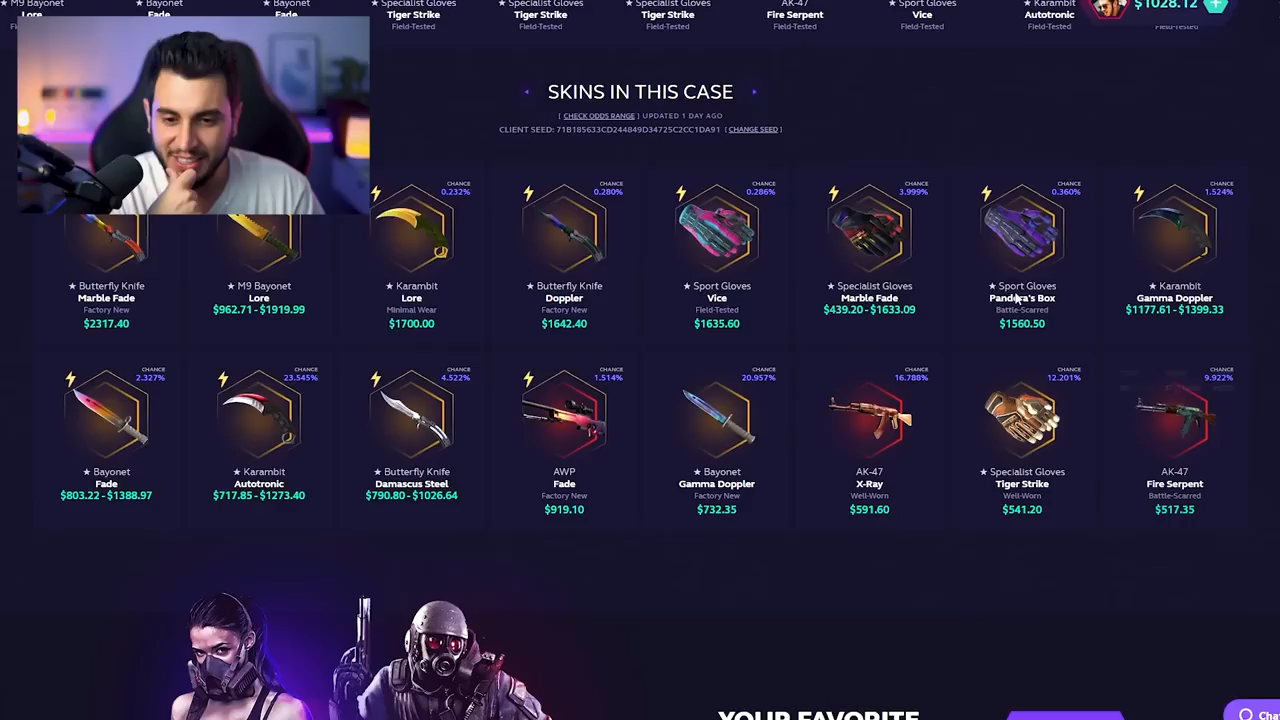 ★ M9 Bayonet
Bayonet
Bayonet
★ Specialist Gloves
★ Specialist Gloves
★ Specialist Gloves
AK-47
★ Sport Gloves
★ Karambit
$1028.12
Lore
Fade
Fade
Tiger Strike
Tiger Strike
Tiger Strike
Fire Serpent
Vice
Autotronic
Field-Tested
Field-Tested
Field-Tested
Field-Tested
Field-Tested
Field-Tested
Field-Tested
SKINS IN THIS CASE
[ CHECK ODDS RANGE ] UPDATED 1 DAY AGO
CLIENT SEED: 71B185633CD244849D34725C2CC1DA91 [ CHANGE SEED ]
CHANCE
0.232%
CHANCE
0.280%
CHANCE
0.286%
CHANCE
3.999%
CHANCE
0.360%
CHANCE
1.524%
★ Butterfly Knife
Marble Fade
Factory New
$2317.40
★ M9 Bayonet
Lore
$962.71 - $1919.99
★ Karambit
Lore
Minimal Wear
$1700.00
★ Butterfly Knife
Doppler
Factory New
$1642.40
★ Sport Gloves
Vice
Field-Tested
$1635.60
★ Specialist Gloves
Marble Fade
$439.20 - $1633.09
★ Sport Gloves
Pandora's Box
Battle-Scarred
$1560.50
★ Karambit
Gamma Doppler
$1177.61 - $1399.33
CHANCE
2.327%
★ Bayonet
Fade
$803.22 - $1388.97
CHANCE
23.545%
★ Karambit
Autotronic
$717.85 - $1273.40
CHANCE
4.522%
★ Butterfly Knife
Damascus Steel
$790.80 - $1026.64
CHANCE
1.514%
AWP
Fade
Factory New
$919.10
CHANCE
20.957%
★ Bayonet
Gamma Doppler
Factory New
$732.35
CHANCE
16.788%
AK-47
X-Ray
Well-Worn
$591.60
CHANCE
12.201%
★ Specialist Gloves
Tiger Strike
Well-Worn
$541.20
CHANCE
9.922%
AK-47
Fire Serpent
Battle-Scarred
$517.35
YOUR FAVORITE